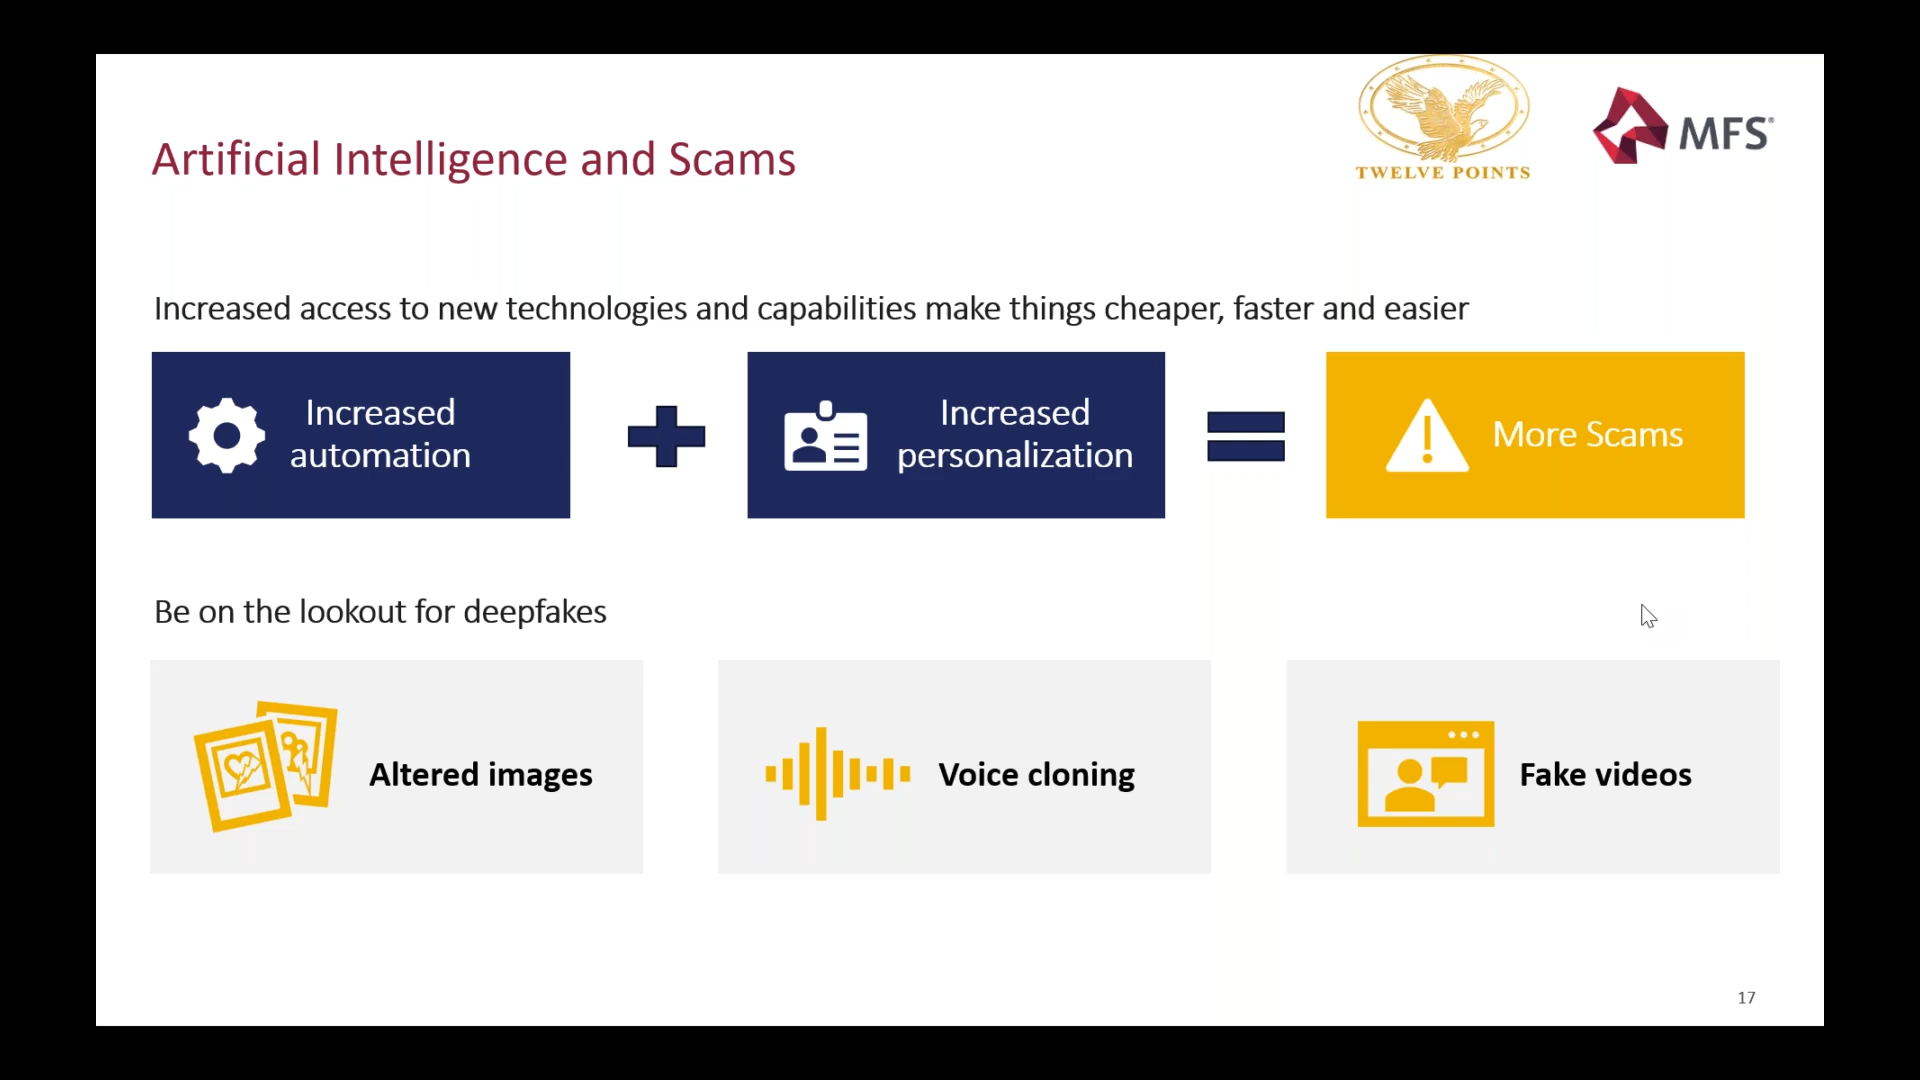 TWELVE POINTS
MFS®
Artificial Intelligence and Scams
Increased access to new technologies and capabilities make things cheaper, faster and easier
Increased
automation
Increased
personalization
More Scams
Be on the lookout for deepfakes
Altered images
Voice cloning
Fake videos
17